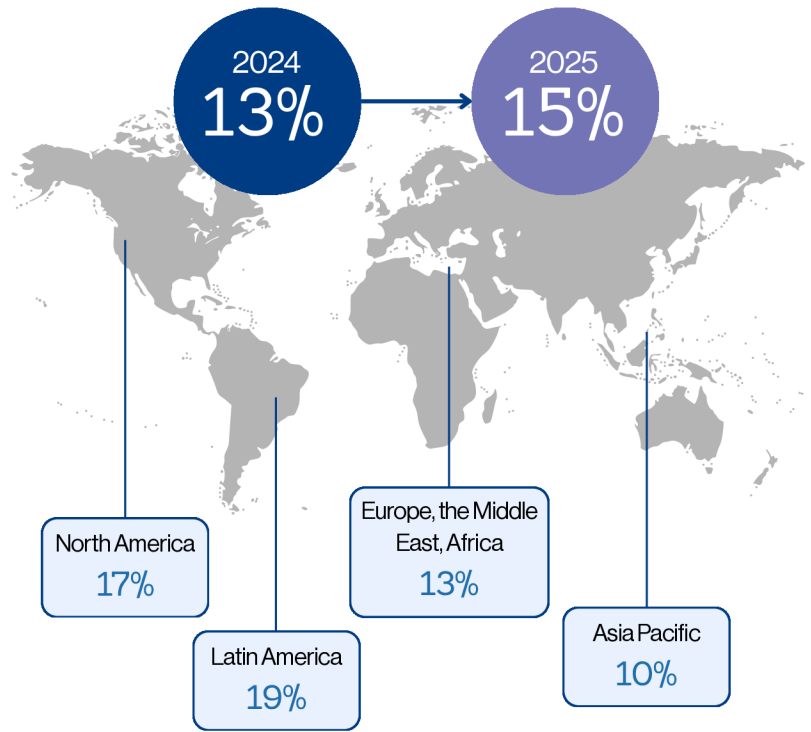 2024
13%
2025
15%
North America
17%
Latin America
19%
Europe, the Middle
East, Africa
13%
Asia Pacific
10%